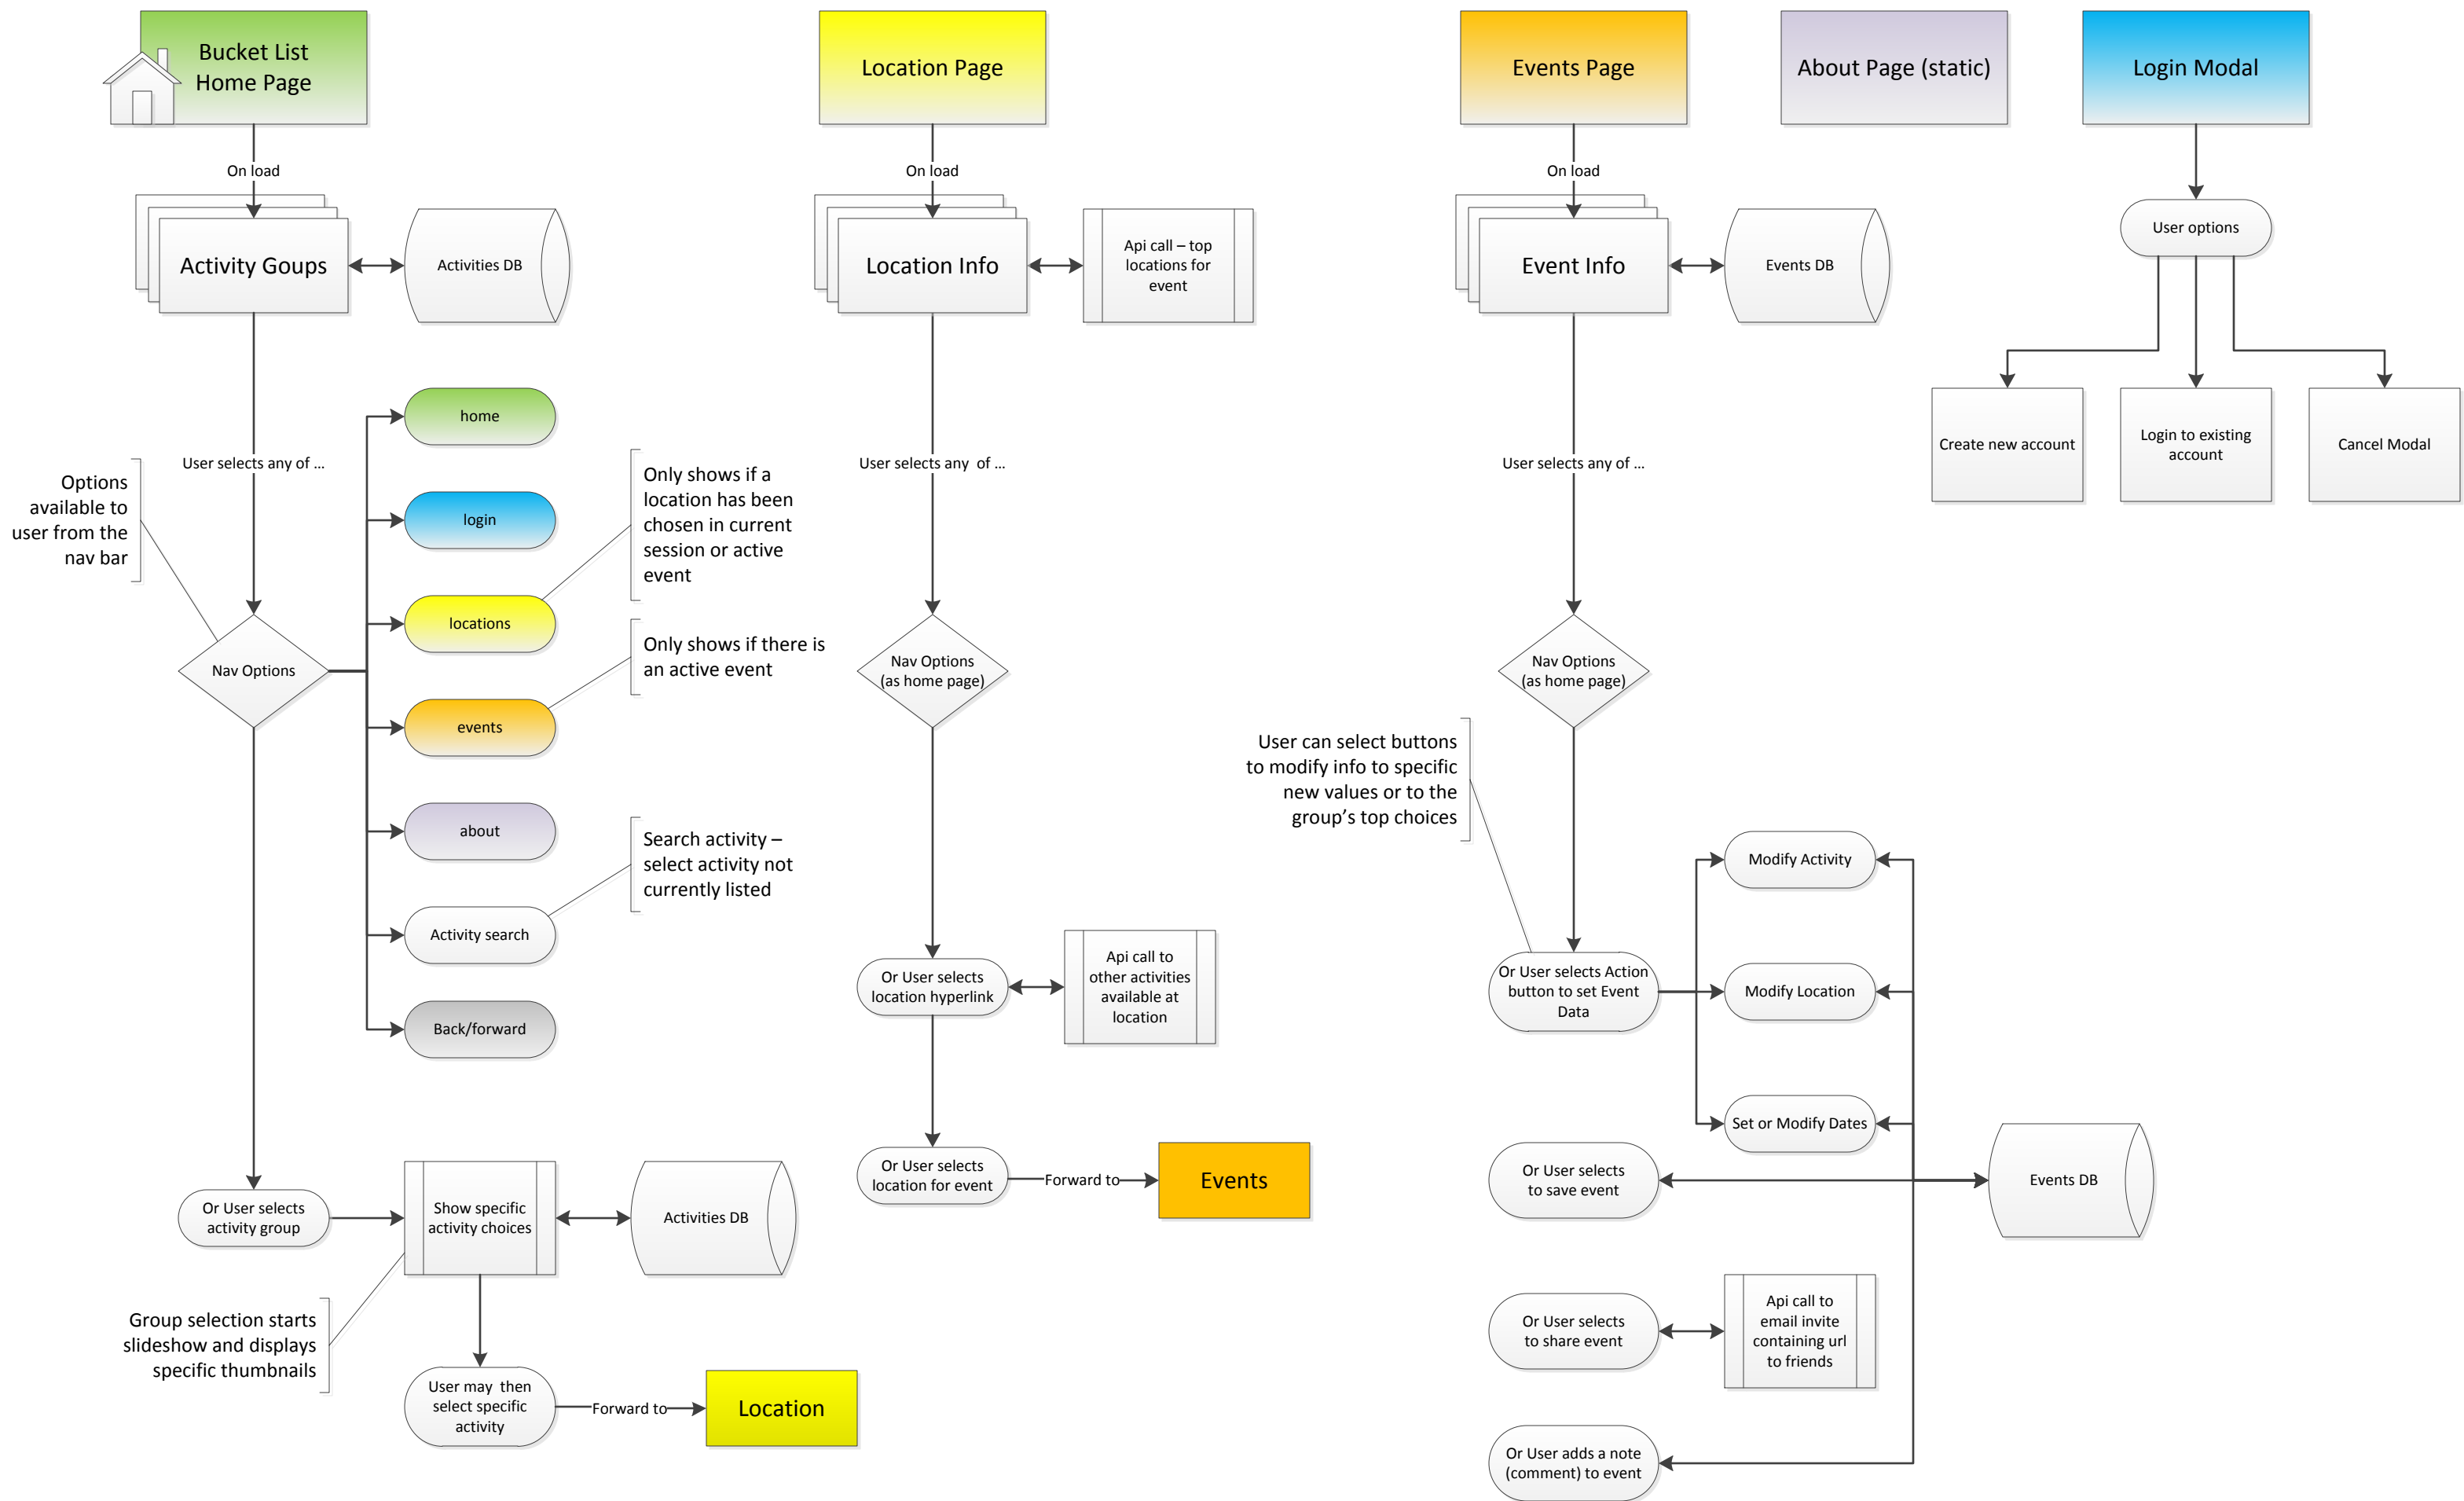 Bucket List
Home Page
Location Page
Events Page
About Page (static)
Login Modal
On load
On load
On load
Activity Goups
Activities DB
Location Info
Api call – top
locations for
event
Event Info
Events DB
User options
Create new account
Login to existing
account
Cancel Modal
User selects any of ...
User selects any  of ...
User selects any of ...
Options
available to
user from the
nav bar
Nav Options
home
login
locations
events
about
Activity search
Back/forward
Only shows if a
location has been
chosen in current
session or active
event
Only shows if there is
an active event
Search activity –
select activity not
currently listed
Or User selects
activity group
Show specific
activity choices
Activities DB
Group selection starts
slideshow and displays
specific thumbnails
User may  then
select specific
activity
Forward to
Location
Nav Options
(as home page)
Or User selects
location hyperlink
Api call to
other activities
available at
location
Or User selects
location for event
Forward to
Events
Nav Options
(as home page)
User can select buttons
to modify info to specific
new values or to the
group’s top choices
Or User selects Action
button to set Event
Data
Modify Activity
Modify Location
Set or Modify Dates
Or User selects
to save event
Events DB
Or User selects
to share event
Api call to
email invite
containing url
to friends
Or User adds a note
(comment) to event